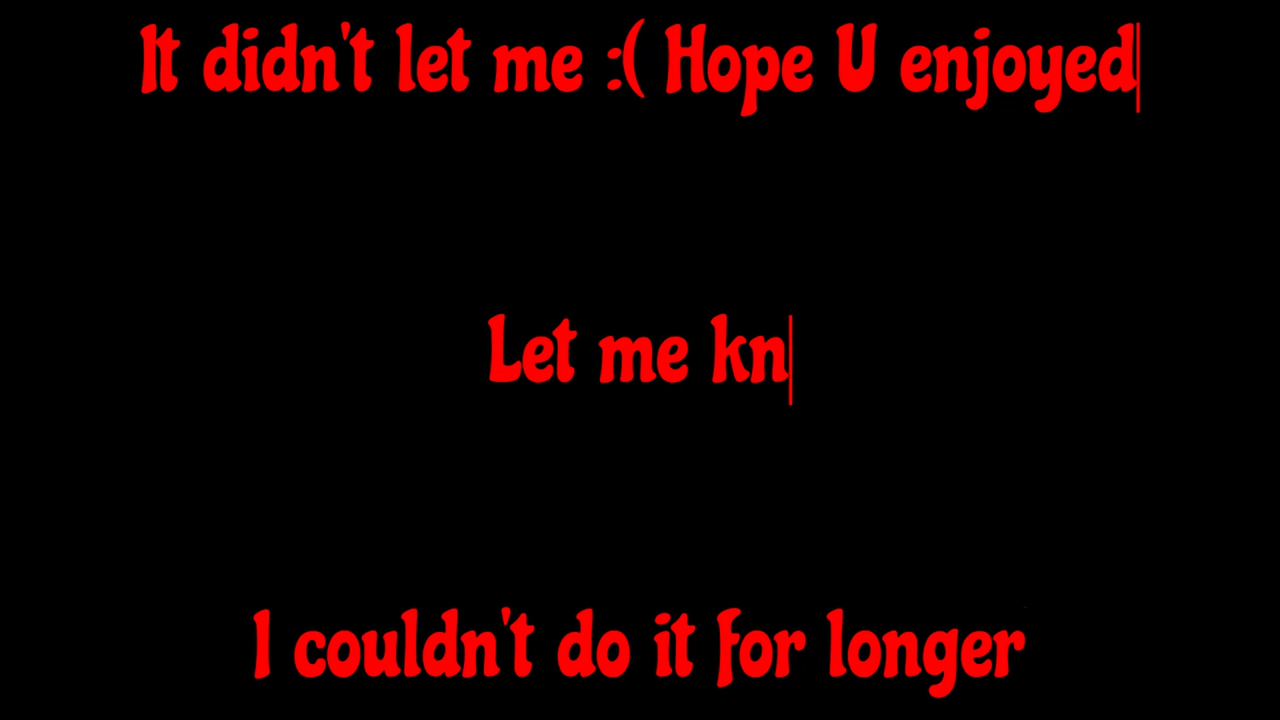 It didn't let me :( Hope U enjoyed
Let me kn
I couldn't do it for longer